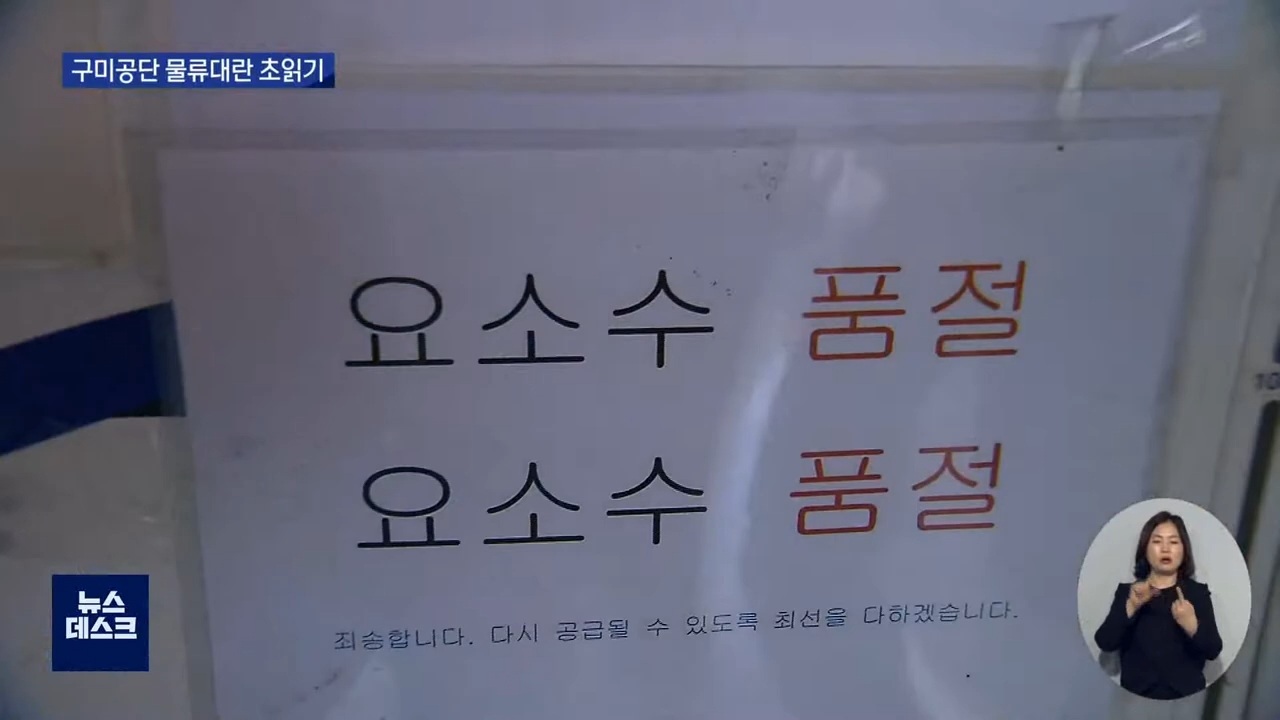 구미공단 물류대란 초읽기
요소수 품절
요소수 품절
죄송합니다. 다시 공급될 수 있도록 최선을 다하겠습니다.
뉴스
데스크
10